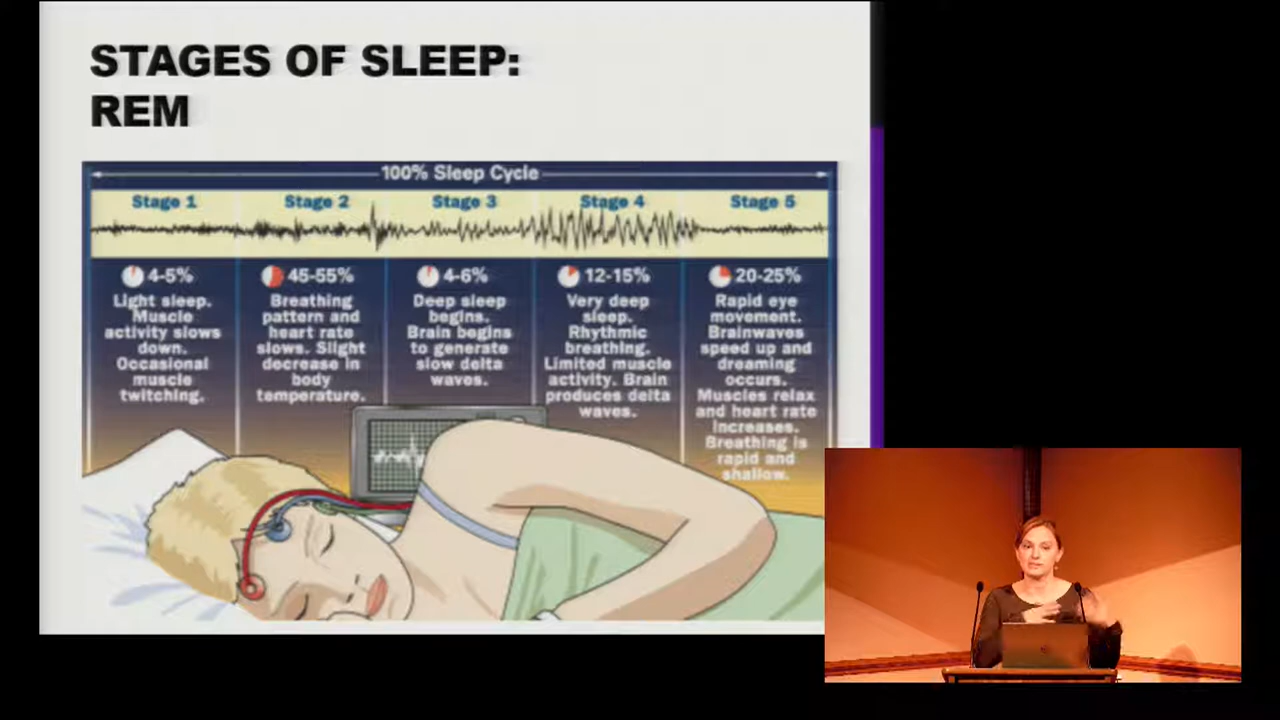 STAGES OF SLEEP:
REM
100% Sleep Cycle
Stage 1
Stage 2
Stage 3
Stage 4
Stage 5
4-5%
Light sleep.
Muscle
activity slows
down.
Occasional
muscle
twitching.
45-55%
Breathing
pattern and
heart rate
slows. Slight
decrease in
body
temperature.
4-6%
Deep sleep
begins.
Brain begins
to generate
slow delta
waves.
12-15%
Very deep
sleep.
Rhythmic
breathing.
Limited muscle
activity. Brain
produces delta
waves.
20-25%
Rapid eye
movement.
Brainwaves
speed up and
dreaming
occurs.
Muscles relax
and heart rate
increases.
Breathing is
rapid and
shallow.